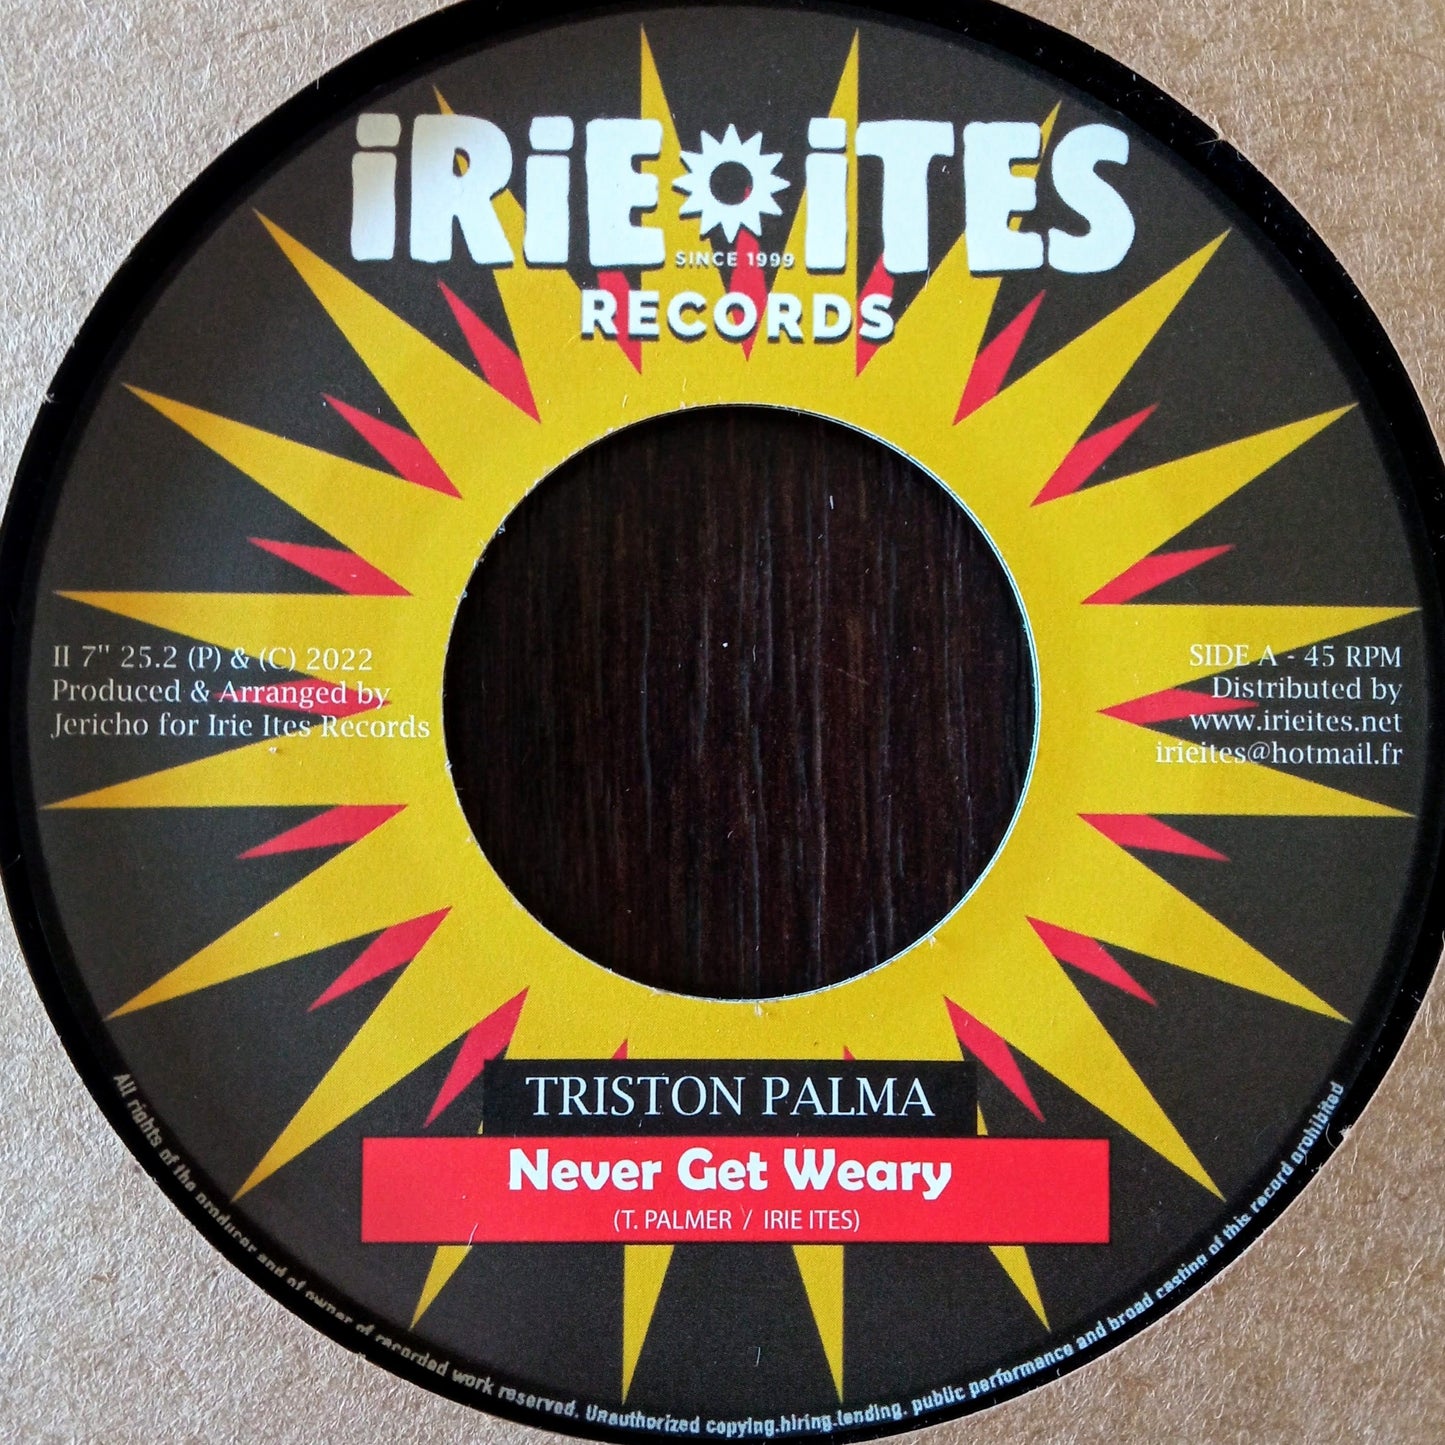 iRiE iTES
SINCE 1999
RECORDS
II 7" 25.2 (P) & (C) 2022
Produced & Arranged by
Jericho for Irie Ites Records
SIDE A - 45 RPM
Distributed by
www.irieites.net
irieites@hotmail.fr
TRISTON PALMA
Never Get Weary
(T. PALMER / IRIE ITES)
All rights of the producer and of owner of recorded work reserved. Unauthorized copying.hiring.lending. public performance and broad casting of this record prohibited